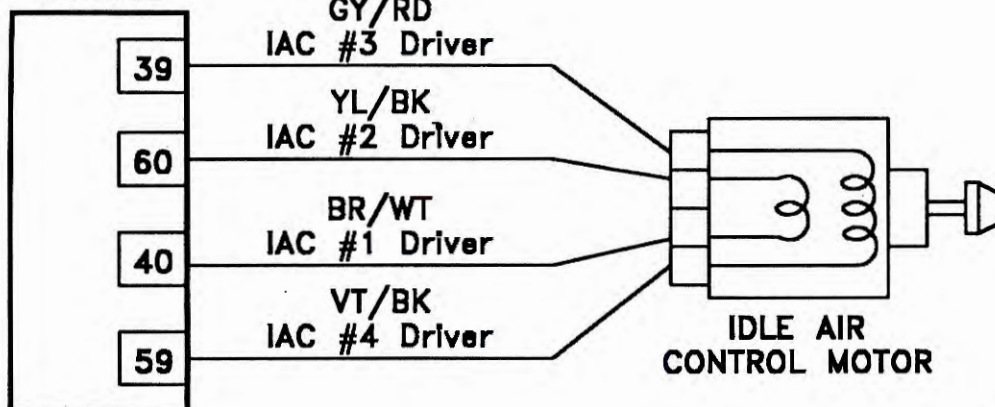 GY/RD
IAC #3 Driver
39
YL/BK
IAC #2 Driver
60
BR/WT
IAC #1 Driver
40
VT/BK
IAC #4 Driver
59
IDLE AIR
CONTROL MOTOR